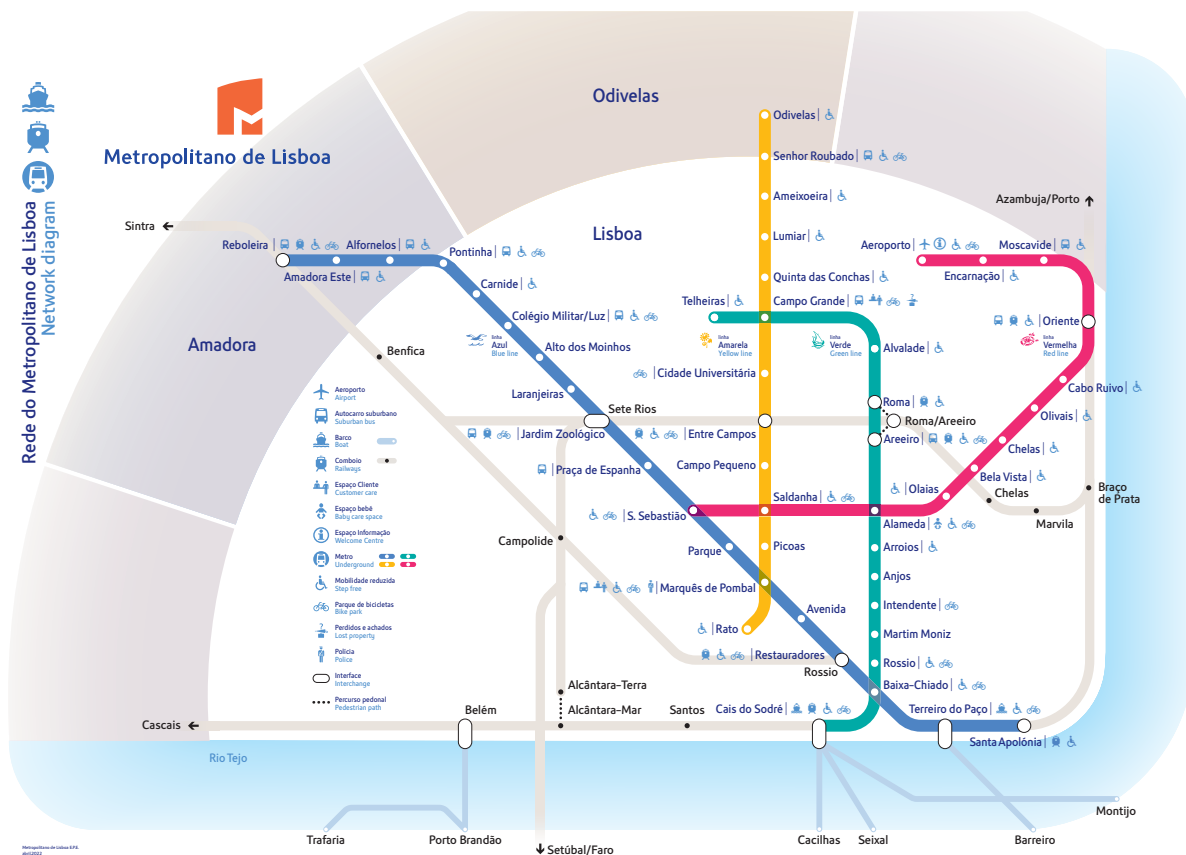 Rede do Metropolitano de Lisboa
Network diagram
Metropolitano de Lisboa
Odivelas
Lisboa
Amadora
Sintra
Azambuja/Porto
Odivelas
Senhor Roubado
Ameixoeira
Lumiar
Quinta das Conchas
Telheiras
Campo Grande
Reboleira
Alfornelos
Pontinha
Amadora Este
Carnide
Colégio Militar/Luz
Alto dos Moinhos
Laranjeiras
Aeroporto
Moscavide
Encarnação
Oriente
linha
Azul
Blue line
linha
Amarela
Yellow line
linha
Verde
Green line
linha
Vermelha
Red line
Alvalade
Benfica
Cidade Universitária
Cabo Ruivo
Sete Rios
Roma
Olivais
Roma/Areeiro
Jardim Zoológico
Entre Campos
Areeiro
Chelas
Praça de Espanha
Campo Pequeno
Bela Vista
Olaias
Chelas
Braço
de Prata
Saldanha
S. Sebastião
Alameda
Marvila
Campolide
Parque
Picoas
Arroios
Anjos
Marquês de Pombal
Avenida
Intendente
Rato
Martim Moniz
Restauradores
Rossio
Rossio
Baixa-Chiado
Alcântara-Terra
Alcântara-Mar
Belém
Santos
Cais do Sodré
Terreiro do Paço
Santa Apolónia
Cascais
Rio Tejo
Trafaria
Porto Brandão
Setúbal/Faro
Cacilhas
Seixal
Barreiro
Montijo
Aeroporto
Airport
Autocarro suburbano
Suburban bus
Barco
Boat
Comboio
Railways
Espaço Cliente
Customer care
Espaço bebé
Baby care space
Espaço Informação
Welcome Centre
Metro
Underground
Mobilidade reduzida
Step free
Parque de bicicletas
Bike park
Perdidos e achados
Lost property
Polícia
Police
Interface
Interchange
Percurso pedonal
Pedestrian path
Metropolitano de Lisboa E.P.E.
abril2022